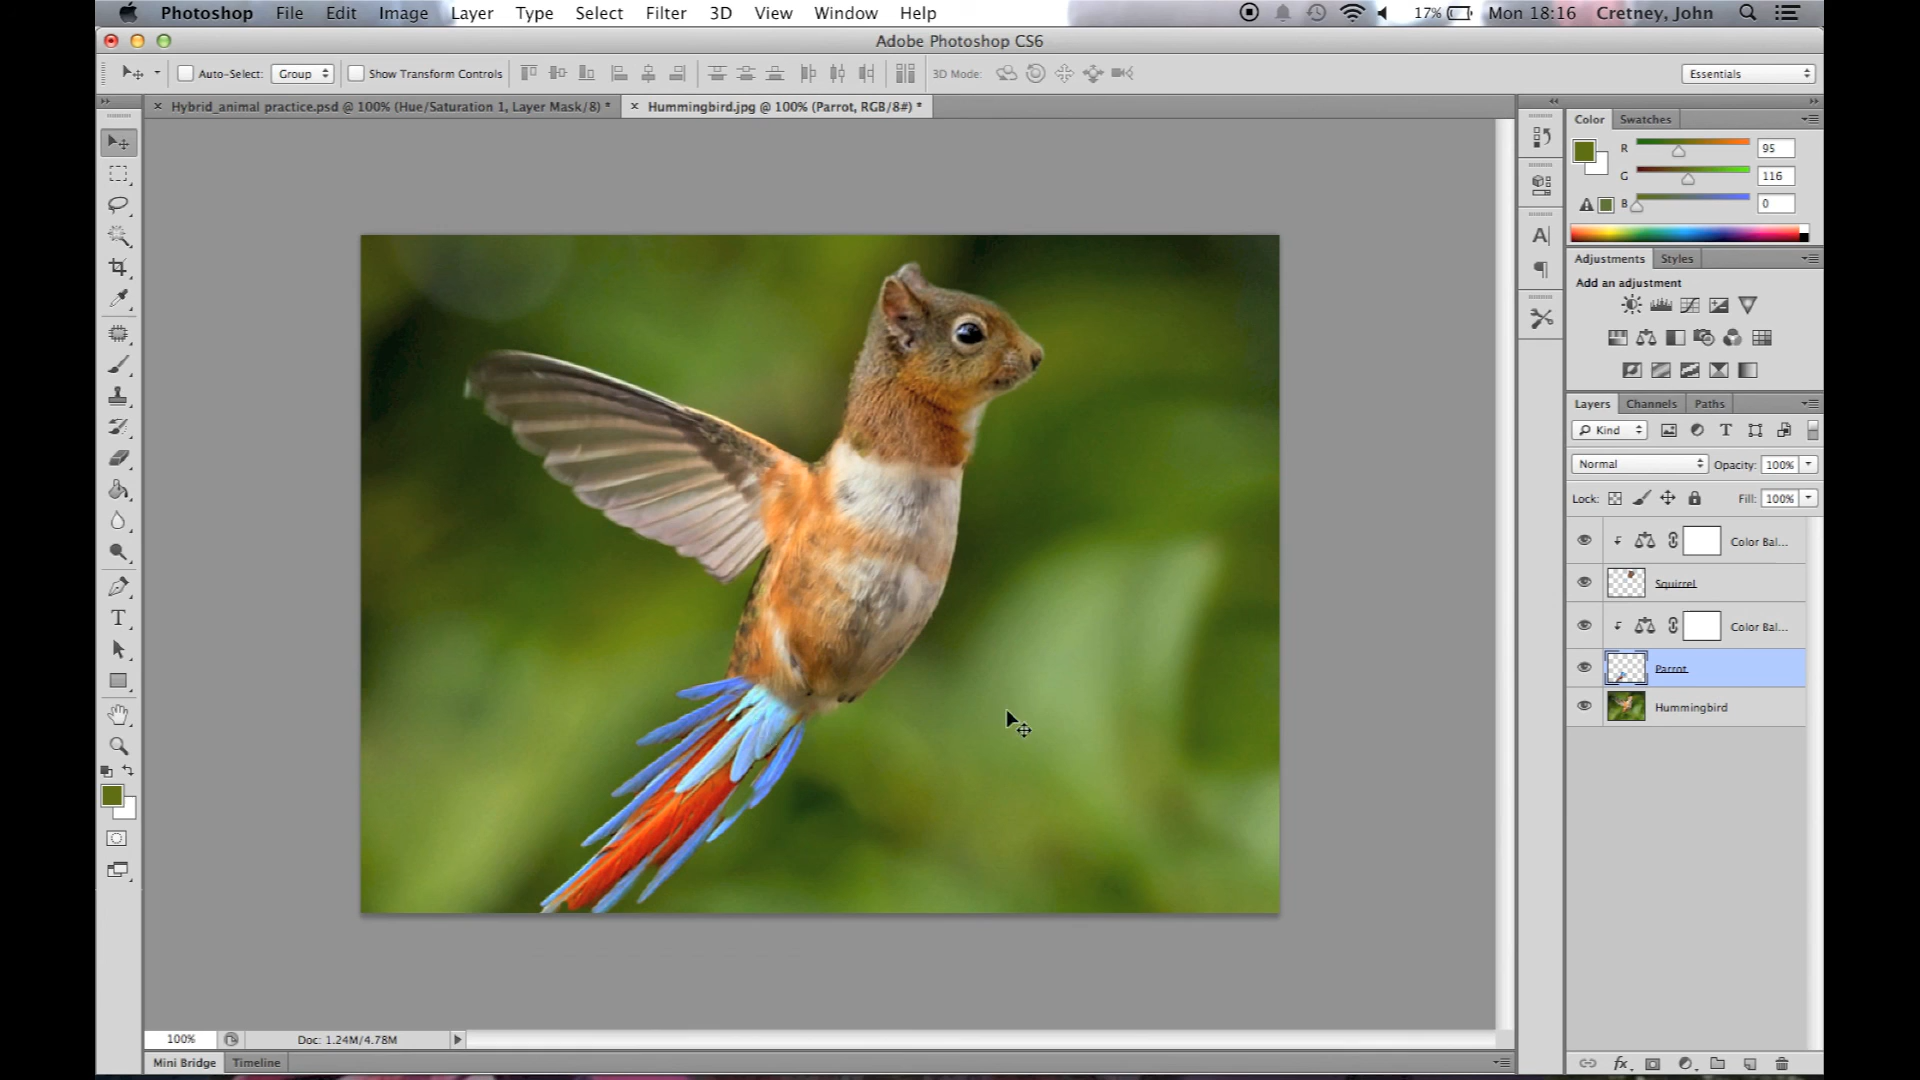 Photoshop File Edit Image Layer Type Select Filter 3D View Window Help 17% Mon 18:16 Cretney, John
Adobe Photoshop CS6
Auto-Select: Group Show Transform Controls 3D Mode: Essentials
Hybrid_animal practice.psd @ 100% (Hue/Saturation 1, Layer Mask/8) * Hummingbird.jpg @ 100% (Parrot, RGB/8#) *
Color Swatches
R 95
G 116
B 0
Adjustments Styles
Add an adjustment
Layers Channels Paths
Kind
Normal Opacity: 100%
Lock: Fill: 100%
Color Bal...
Squirrel
Color Bal...
Parrot
Hummingbird
100% Doc: 1.24M/4.78M
Mini Bridge Timeline